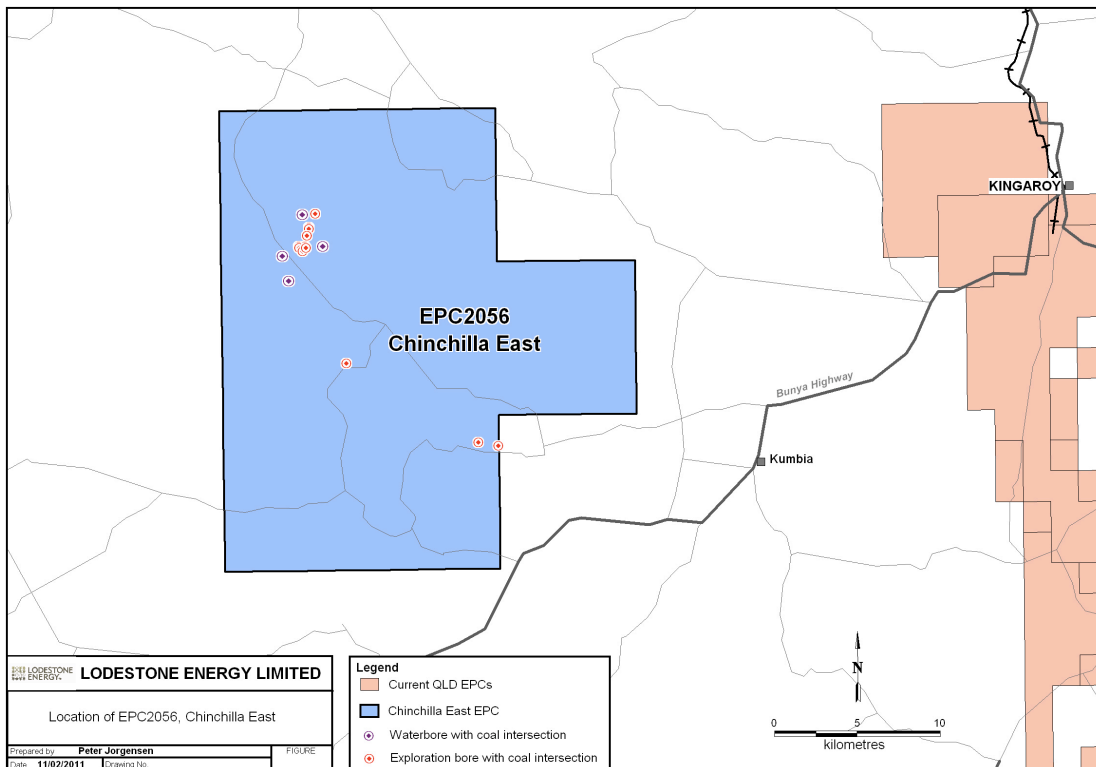 KINGAROY
EPC2056
Chinchilla East
Bunya Highway
Kumbia
LODESTONE
ENERGY
LODESTONE ENERGY LIMITED
Location of EPC2056, Chinchilla East
Prepared by Peter Jorgensen
FIGURE
Date 11/02/2011 Drawing No.
Legend
Current QLD EPCs
Chinchilla East EPC
Waterbore with coal intersection
Exploration bore with coal intersection
N
0 5 10
kilometres